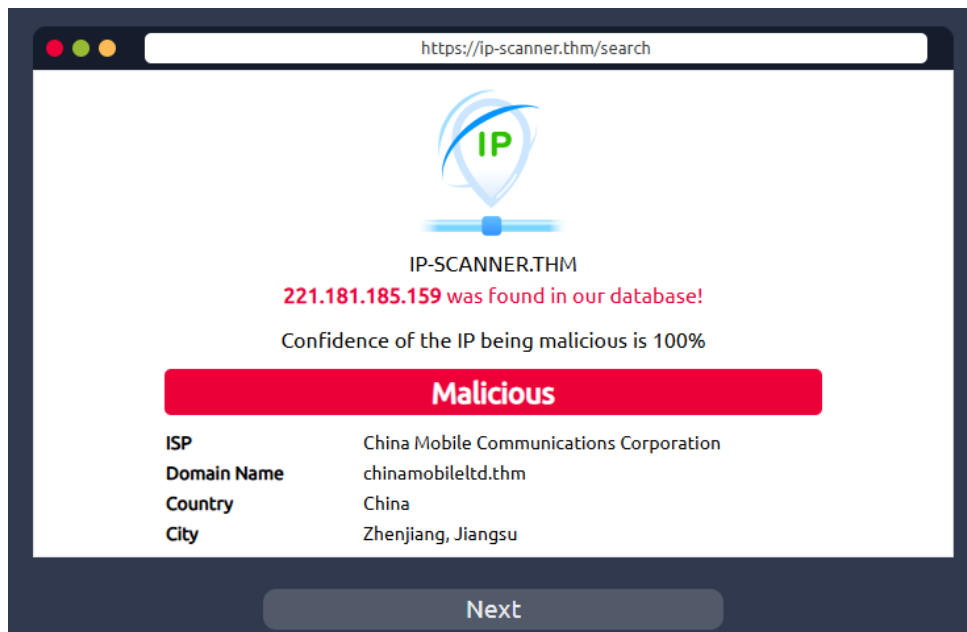 https://ip-scanner.thm/search
IP
IP-SCANNER.THM
221.181.185.159 was found in our database!
Confidence of the IP being malicious is 100%
Malicious
ISP China Mobile Communications Corporation
Domain Name chinamobileltd.thm
Country China
City Zhenjiang, Jiangsu
Next